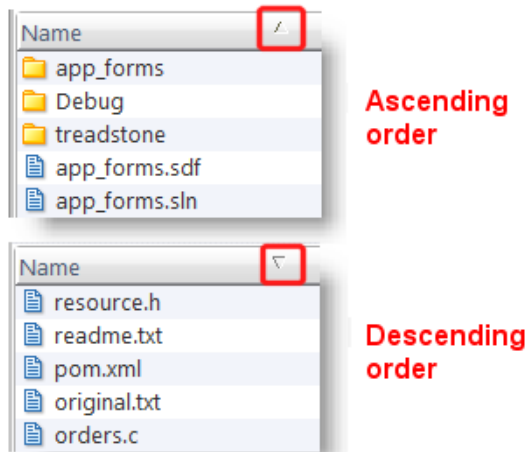 Name
app_forms
Debug
treadstone
app_forms.sdf
app_forms.sln
Ascending
order
Name
resource.h
readme.txt
pom.xml
original.txt
orders.c
Descending
order